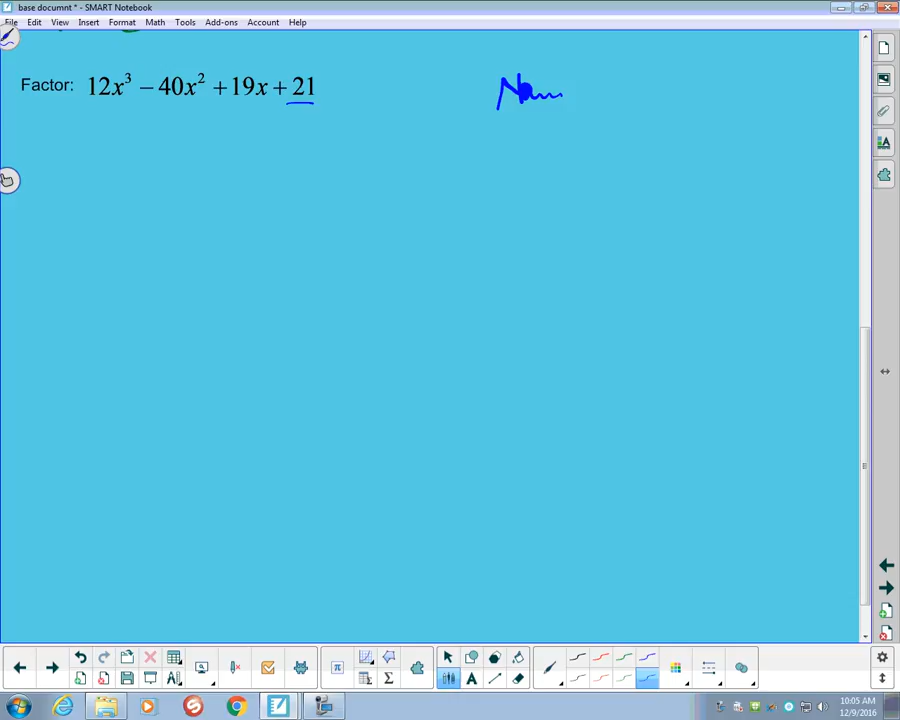 base documnt * - SMART Notebook
File Edit View Insert Format Math Tools Add-ons Account Help
Factor: 12x³ − 40x² + 19x + 21
10:05 AM
12/9/2016